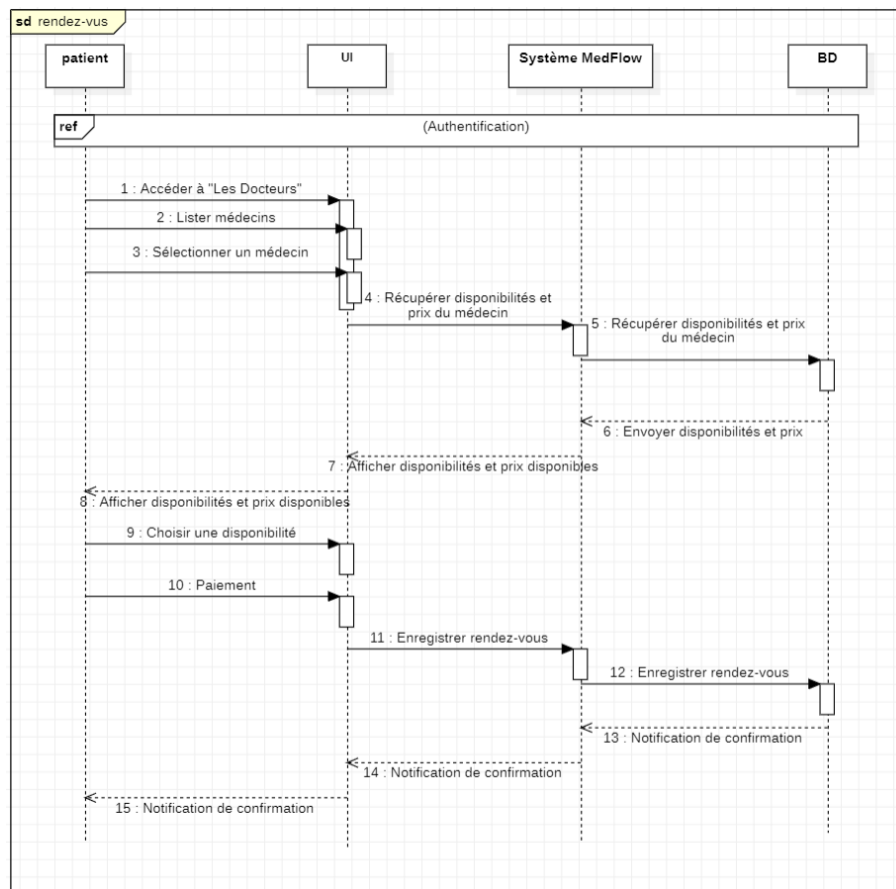 sd rendez-vus
patient
UI
Système MedFlow
BD
ref
(Authentification)
1 : Accéder à "Les Docteurs"
2 : Lister médecins
3 : Sélectionner un médecin
4 : Récupérer disponibilités et
prix du médecin
5 : Récupérer disponibilités et prix
du médecin
6 : Envoyer disponibilités et prix
7 : Afficher disponibilités et prix disponibles
8 : Afficher disponibilités et prix disponibles
9 : Choisir une disponibilité
10 : Paiement
11 : Enregistrer rendez-vous
12 : Enregistrer rendez-vous
13 : Notification de confirmation
14 : Notification de confirmation
15 : Notification de confirmation